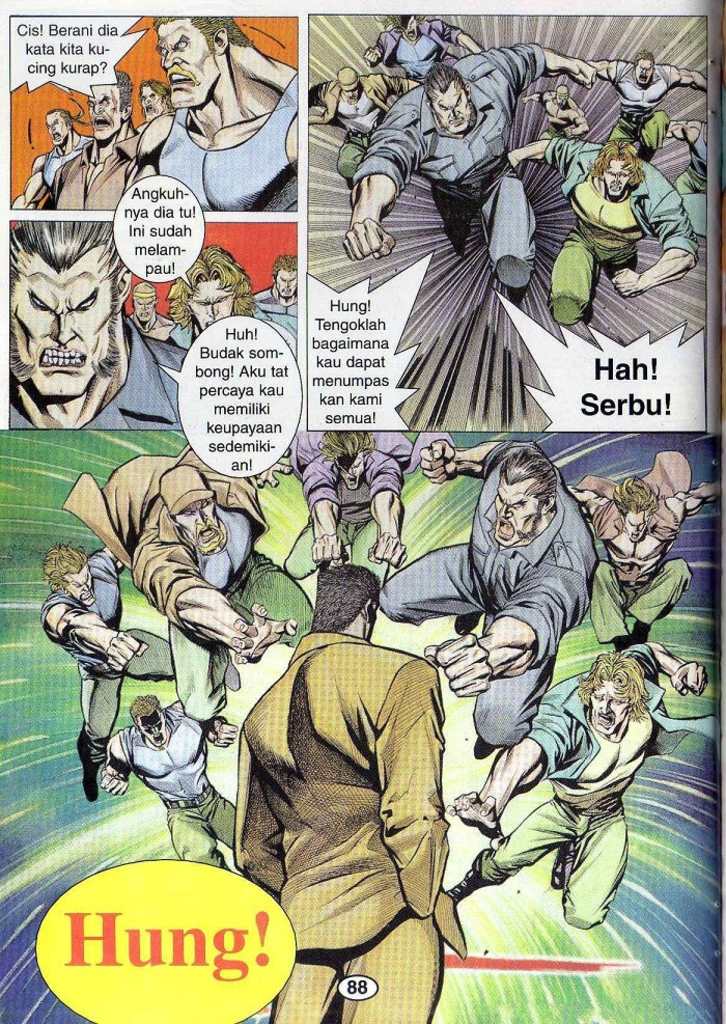 Cis! Berani dia
kata kita ku-
cing kurap?
Angkuh-
nya dia tu!
Ini sudah
melam-
pau!
Huh!
Budak som-
bong! Aku tat
percaya kau
memiliki
keupayaan
sedemiki-
an!
Hung!
Tengoklah
bagaimana
kau dapat
menumpas
kan kami
semua!
Hah!
Serbu!
Hung!
88